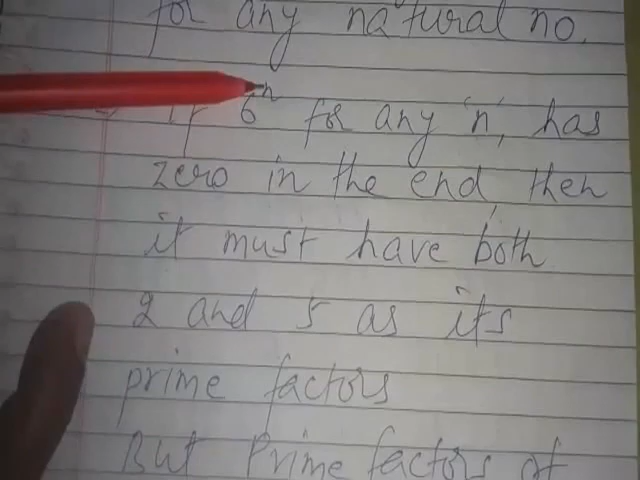 for any natural no.
If 6ⁿ for any 'n', has
zero in the end, then
it must have both
2 and 5 as its
prime factors
But Prime factors of